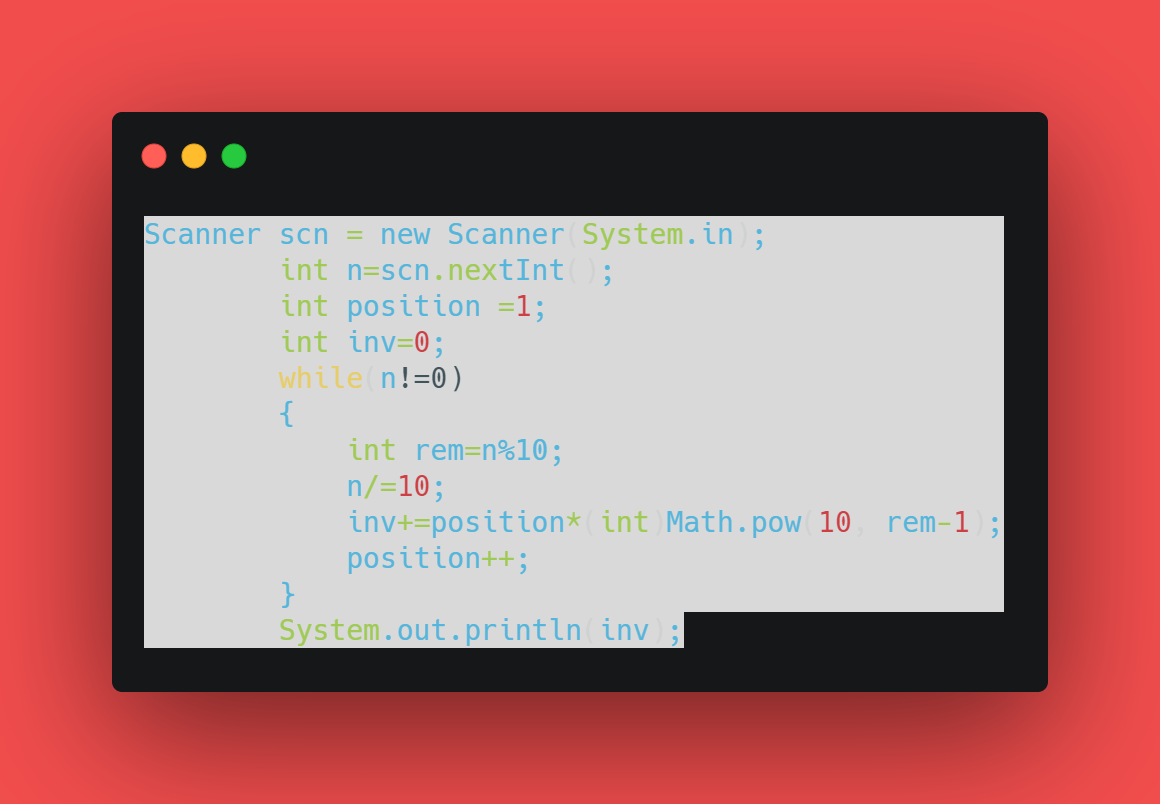 Scanner scn = new Scanner(System.in);
        int n=scn.nextInt();
        int position =1;
        int inv=0;
        while(n!=0)
        {
            int rem=n%10;
            n/=10;
            inv+=position*(int)Math.pow(10, rem-1);
            position++;
        }
        System.out.println(inv);